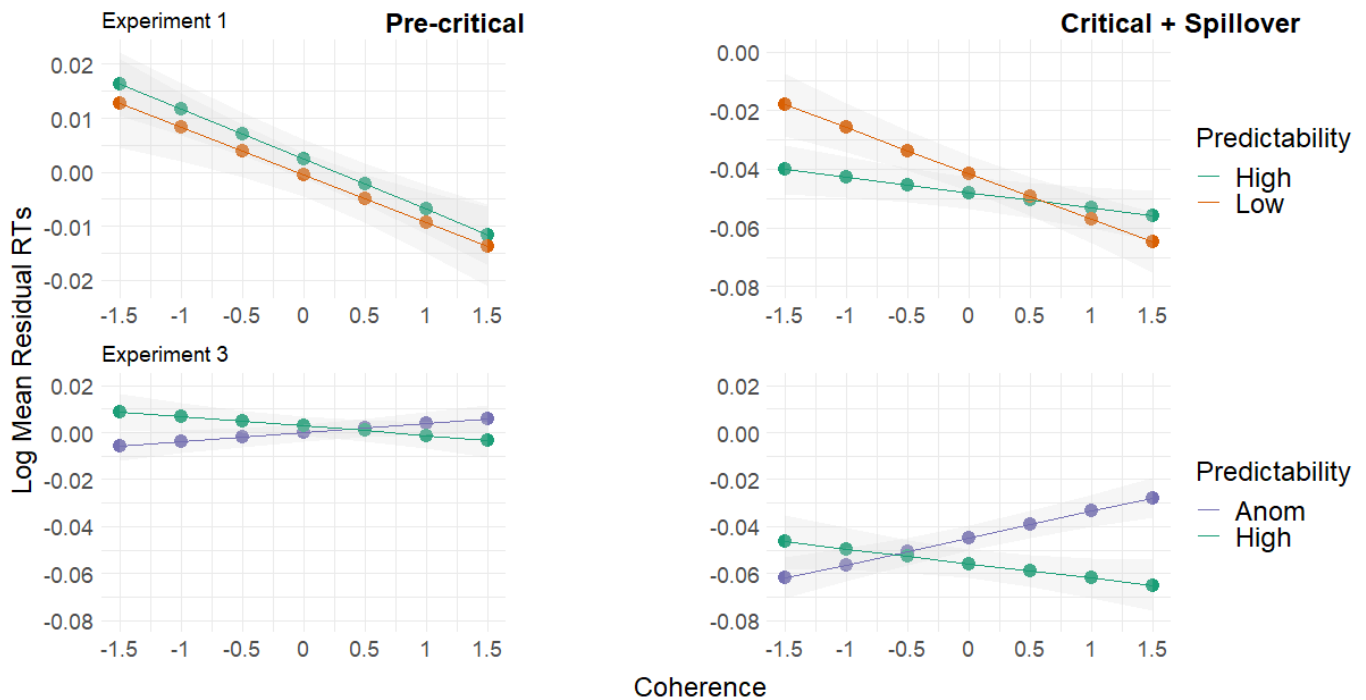 Experiment 1
Pre-critical
Critical + Spillover
0.02
0.01
0.00
-0.01
-0.02
-1.5 -1 -0.5 0 0.5 1 1.5
0.00
-0.02
-0.04
-0.06
-0.08
-1.5 -1 -0.5 0 0.5 1 1.5
Predictability
High
Low
Log Mean Residual RTs
Experiment 3
0.02
0.00
-0.02
-0.04
-0.06
-0.08
-1.5 -1 -0.5 0 0.5 1 1.5
0.02
0.00
-0.02
-0.04
-0.06
-0.08
-1.5 -1 -0.5 0 0.5 1 1.5
Predictability
Anom
High
Coherence